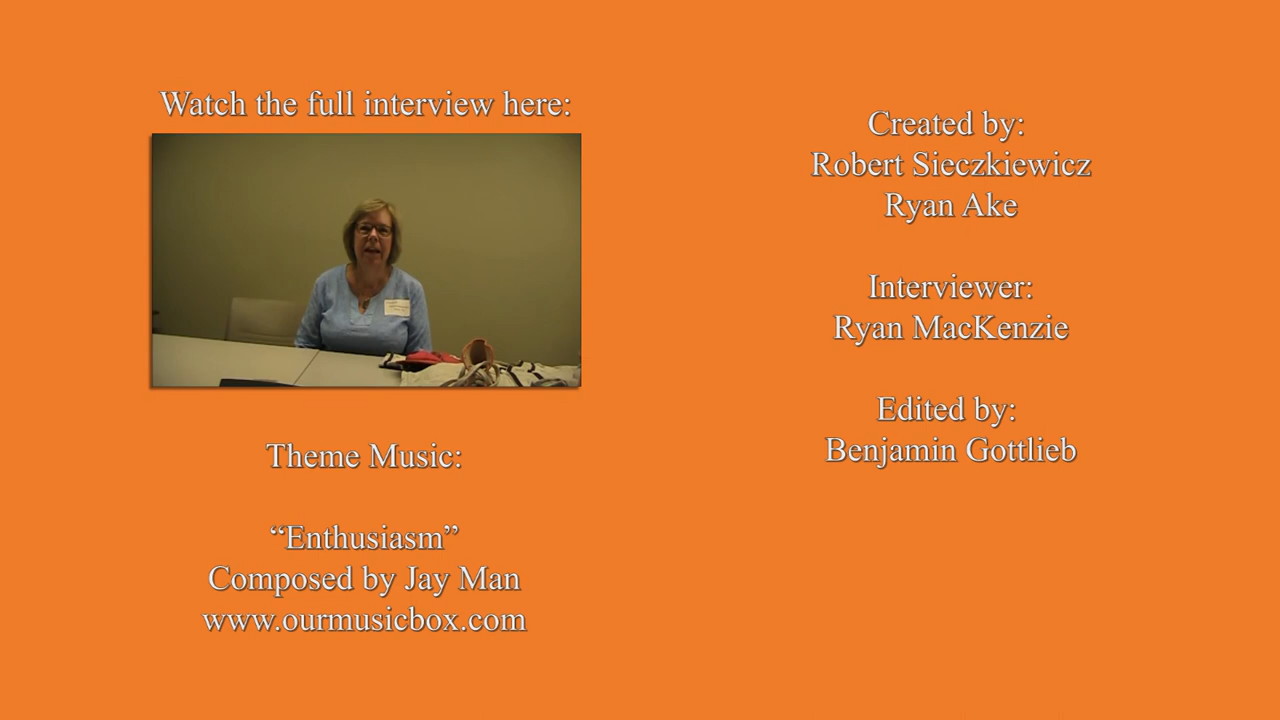 Watch the full interview here:
Theme Music:
“Enthusiasm”
Composed by Jay Man
www.ourmusicbox.com
Created by:
Robert Sieczkiewicz
Ryan Ake
Interviewer:
Ryan MacKenzie
Edited by:
Benjamin Gottlieb